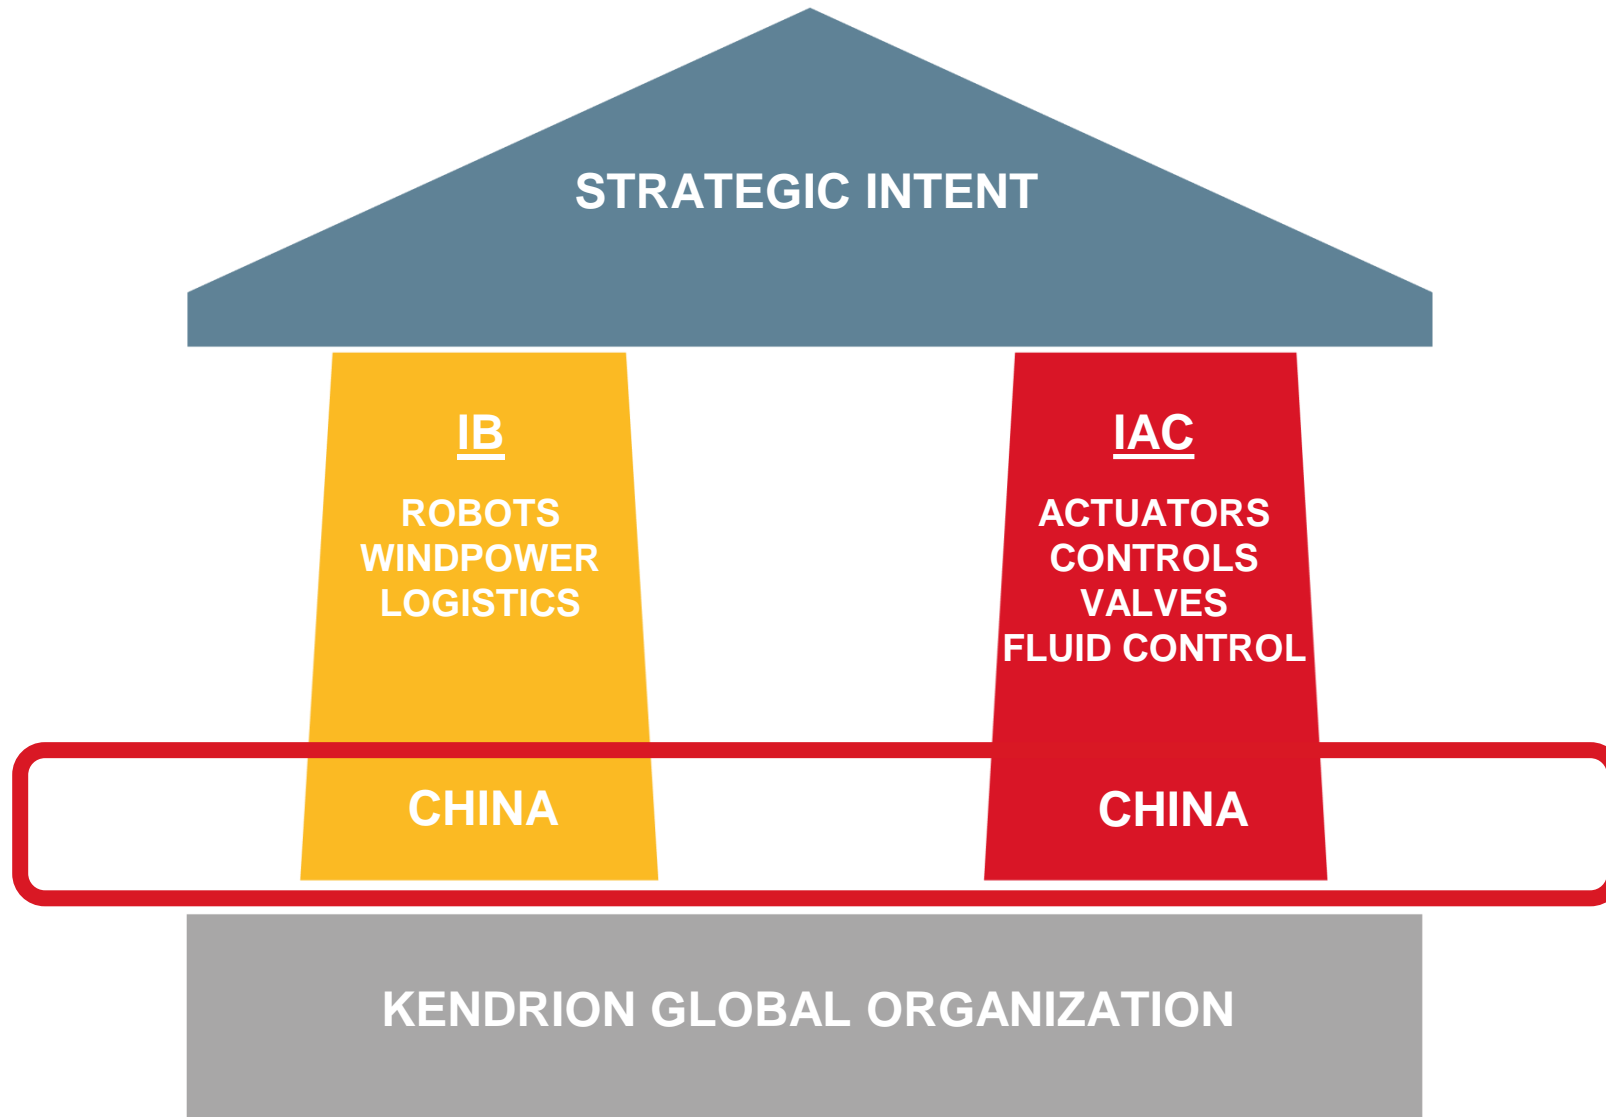 STRATEGIC INTENT
IB
ROBOTS
WINDPOWER
LOGISTICS
CHINA
IAC
ACTUATORS
CONTROLS
VALVES
FLUID CONTROL
CHINA
KENDRION GLOBAL ORGANIZATION